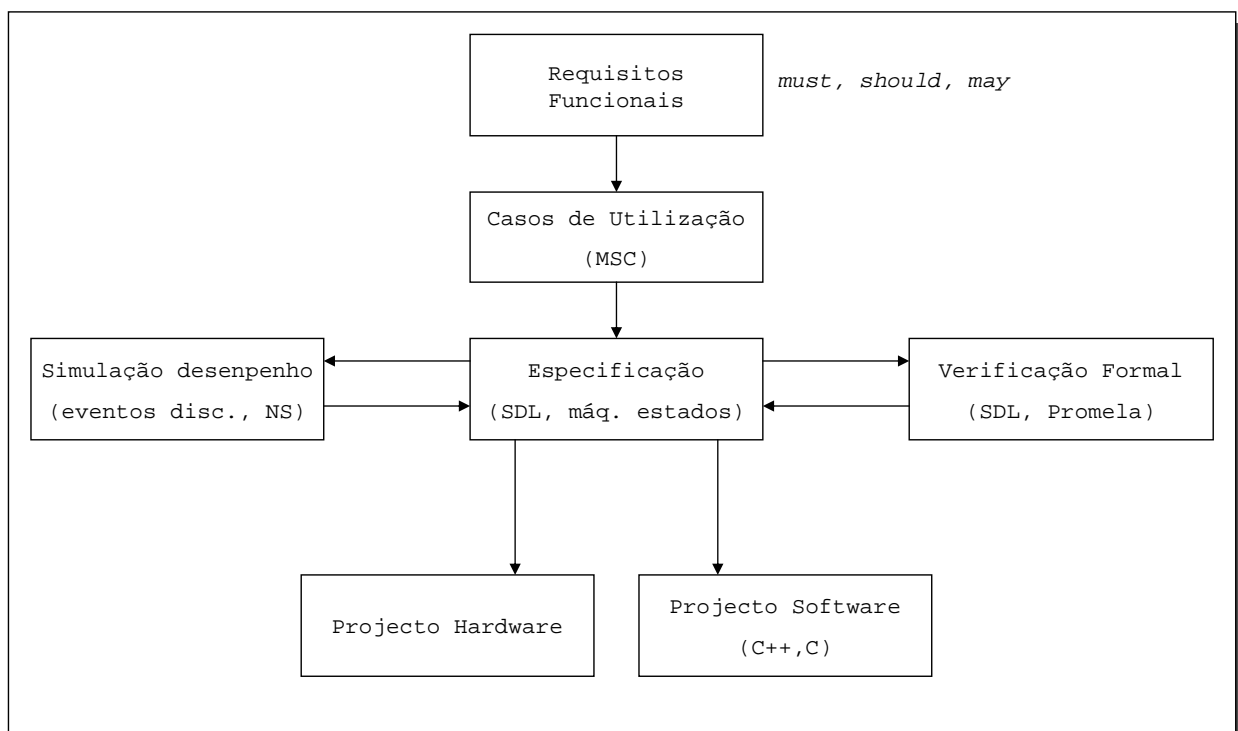 Requisitos
Funcionais
must, should, may
Casos de Utilização
(MSC)
Simulação desenpenho
(eventos disc., NS)
Especificação
(SDL, máq. estados)
Verificação Formal
(SDL, Promela)
Projecto Hardware
Projecto Software
(C++,C)